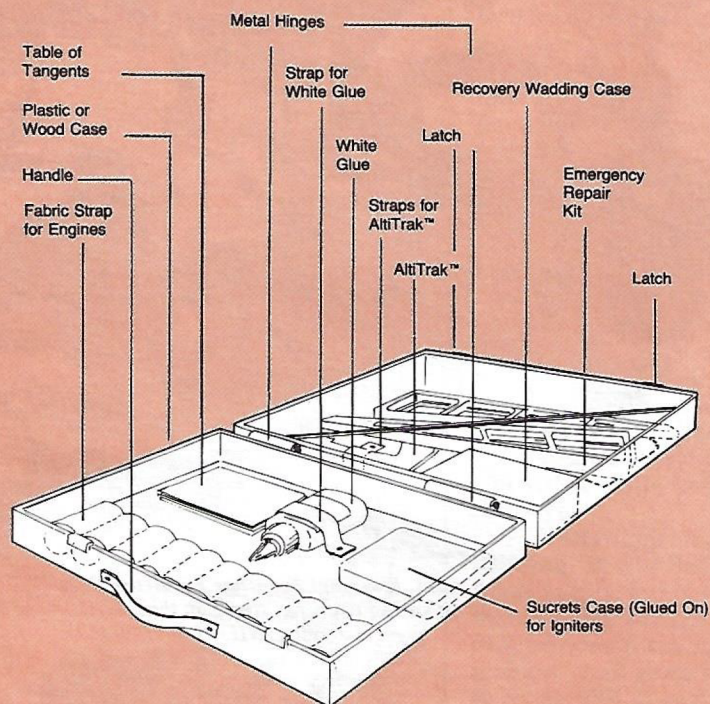 Metal Hinges
Table of
Tangents
Strap for
White Glue
Recovery Wadding Case
Plastic or
Wood Case
White
Glue
Latch
Handle
Emergency
Repair
Kit
Fabric Strap
for Engines
Straps for
AltiTrak™
AltiTrak™
Latch
Sucrets Case (Glued On)
for Igniters